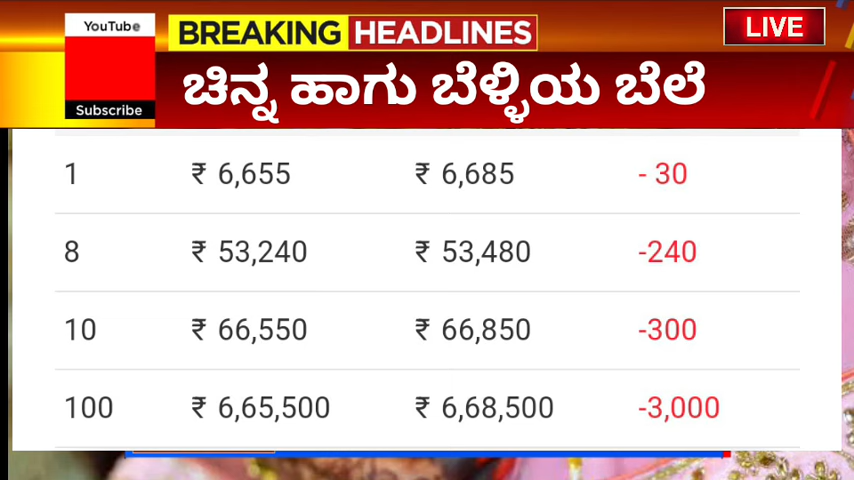 YouTube
Subscribe
BREAKING HEADLINES
LIVE
ಚಿನ್ನ ಹಾಗು ಬೆಳ್ಳಿಯ ಬೆಲೆ
1 ₹ 6,655 ₹ 6,685 - 30
8 ₹ 53,240 ₹ 53,480 -240
10 ₹ 66,550 ₹ 66,850 -300
100 ₹ 6,65,500 ₹ 6,68,500 -3,000